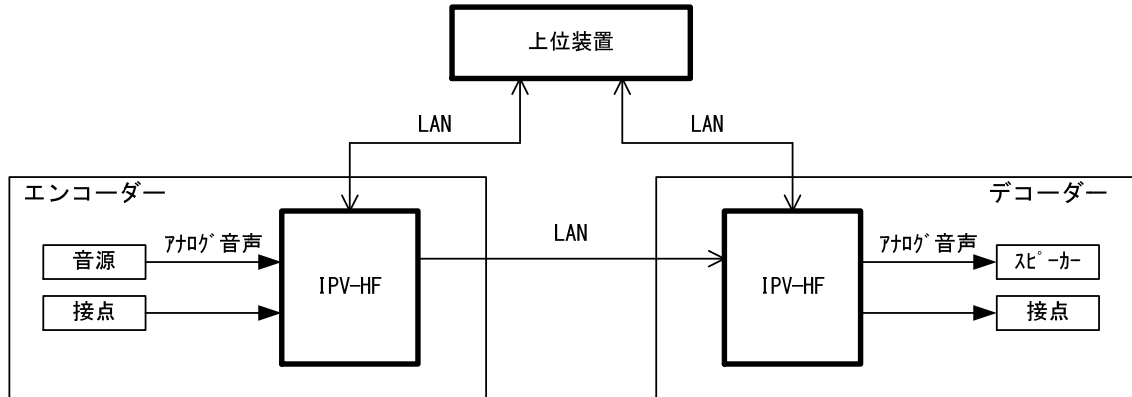 上位装置
LAN
LAN
エンコーダー
デコーダー
音源
アナログ音声
IPV-HF
LAN
IPV-HF
アナログ音声
スピーカー
接点
接点